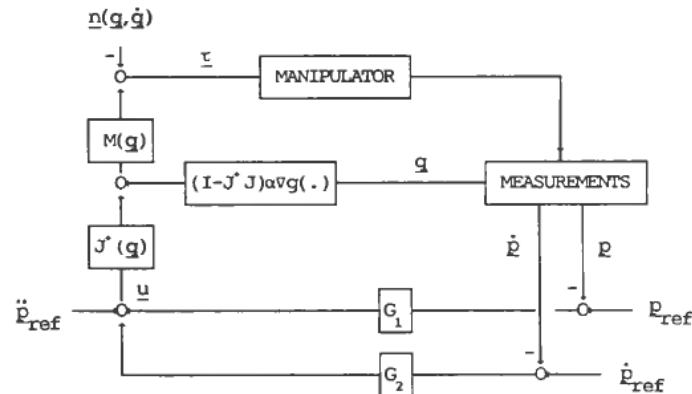 n(q,q̇)
-
τ
MANIPULATOR
M(q)
(I-J⁺J)α∇g(.)
q
MEASUREMENTS
J⁺(q)
ṗ
p
p̈ref
u
G₁
-
pref
G₂
-
ṗref